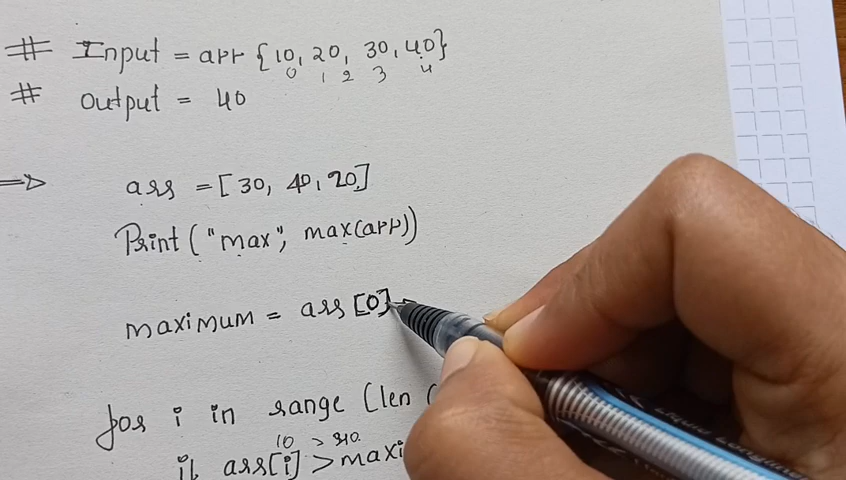 # Input = arr {10, 20, 30, 40}
0 1 2 3 4
# output = 40
⇒ arr = [30, 40, 20]
Print ("max", max(arr))
maximum = arr [0]
for i in range (len (
10 >
if arr[i] > maxi